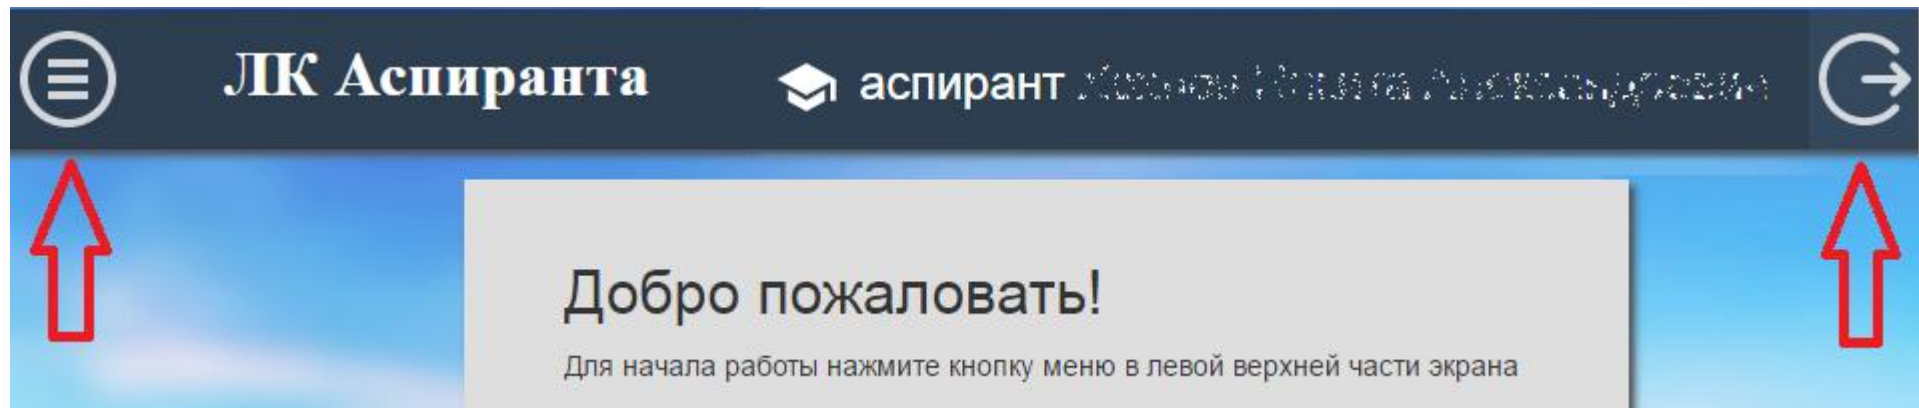 ЛК Аспиранта
аспирант
Добро пожаловать!
Для начала работы нажмите кнопку меню в левой верхней части экрана